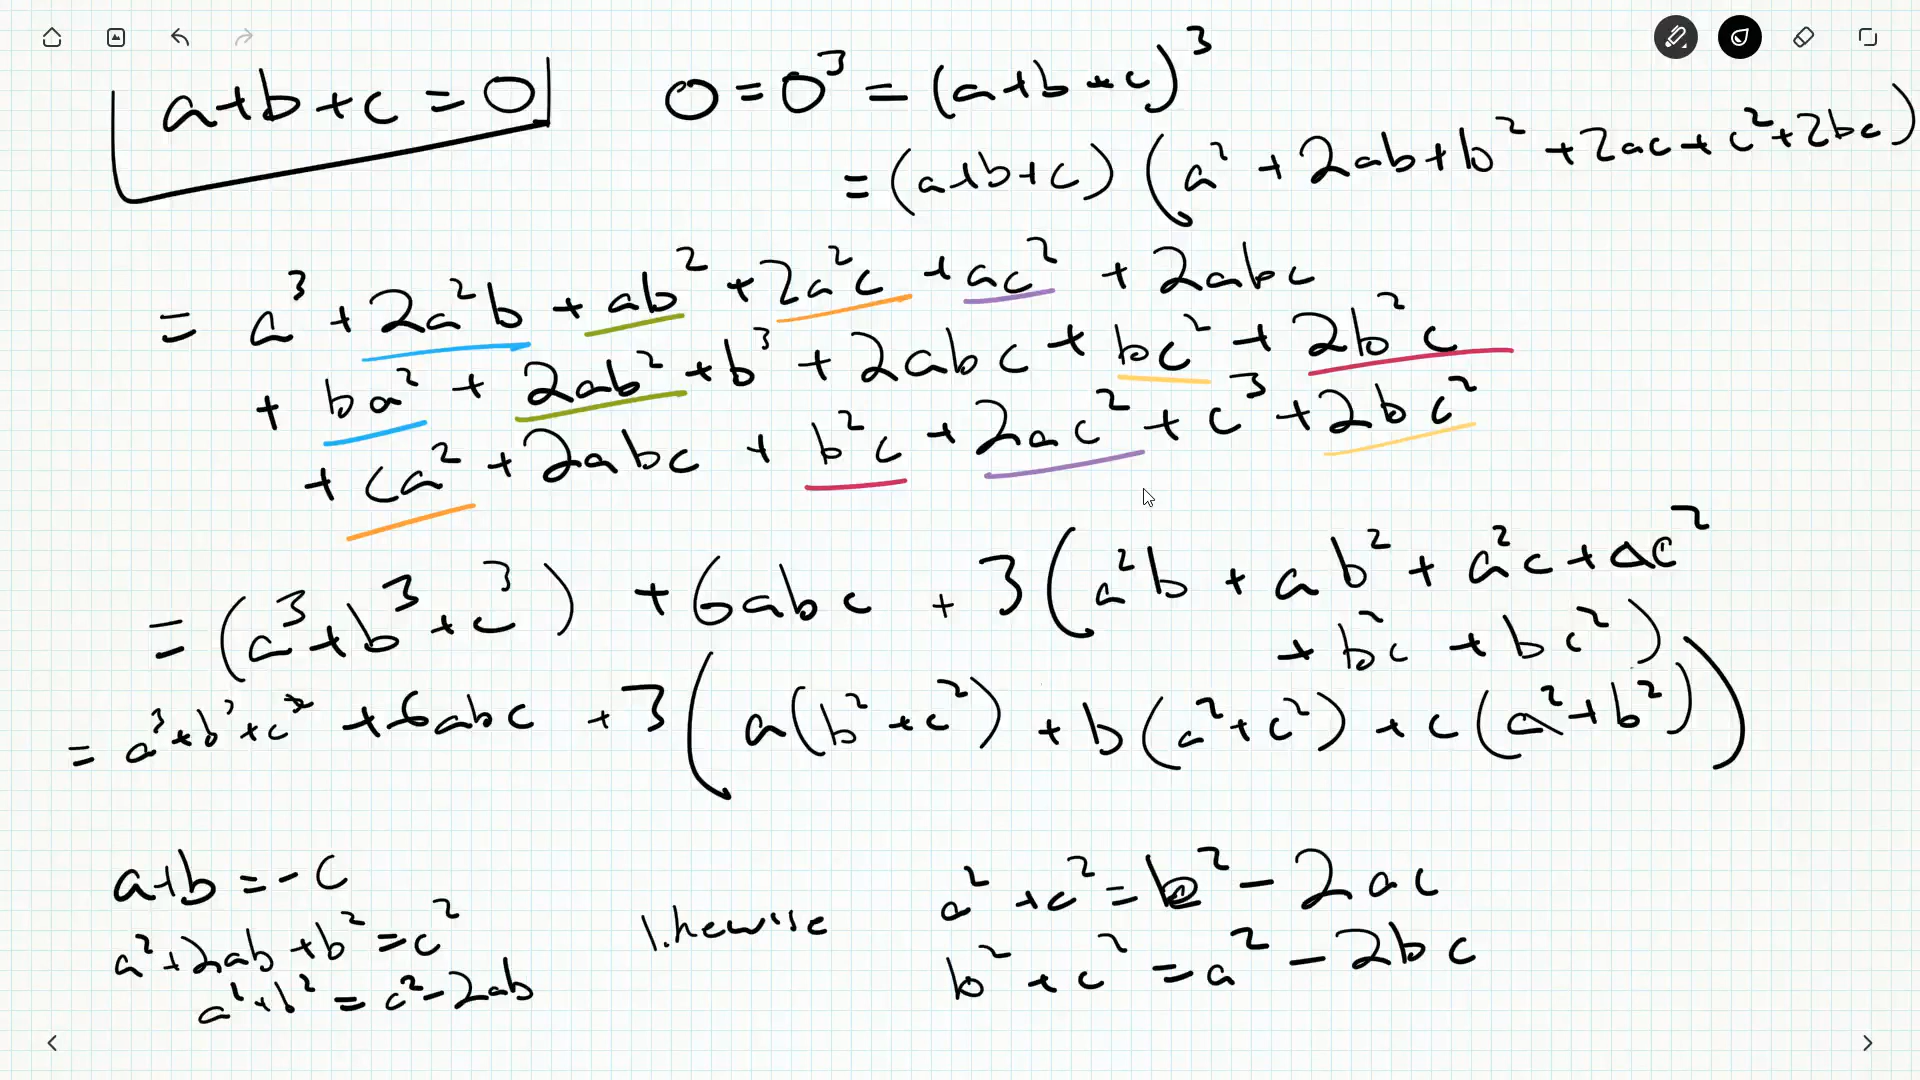 a+b+c = 0
0 = 0³ = (a+b+c)³
= (a+b+c) (a² + 2ab + b² + 2ac + c² + 2bc)
= a³ + 2a²b + ab² + 2a²c + ac² + 2abc
+ ba² + 2ab² + b³ + 2abc + bc² + 2b²c
+ ca² + 2abc + b²c + 2ac² + c³ + 2bc²
= (a³ + b³ + c³) + 6abc + 3(a²b + ab² + a²c + ac²
+ b²c + bc²)
= a³ + b³ + c³ + 6abc + 3(a(b² + c²) + b(a² + c²) + c(a² + b²))
a+b = -c
a² + 2ab + b² = c²
a² + b² = c² - 2ab
likewise
a² + c² = b² - 2ac
b² + c² = a² - 2bc